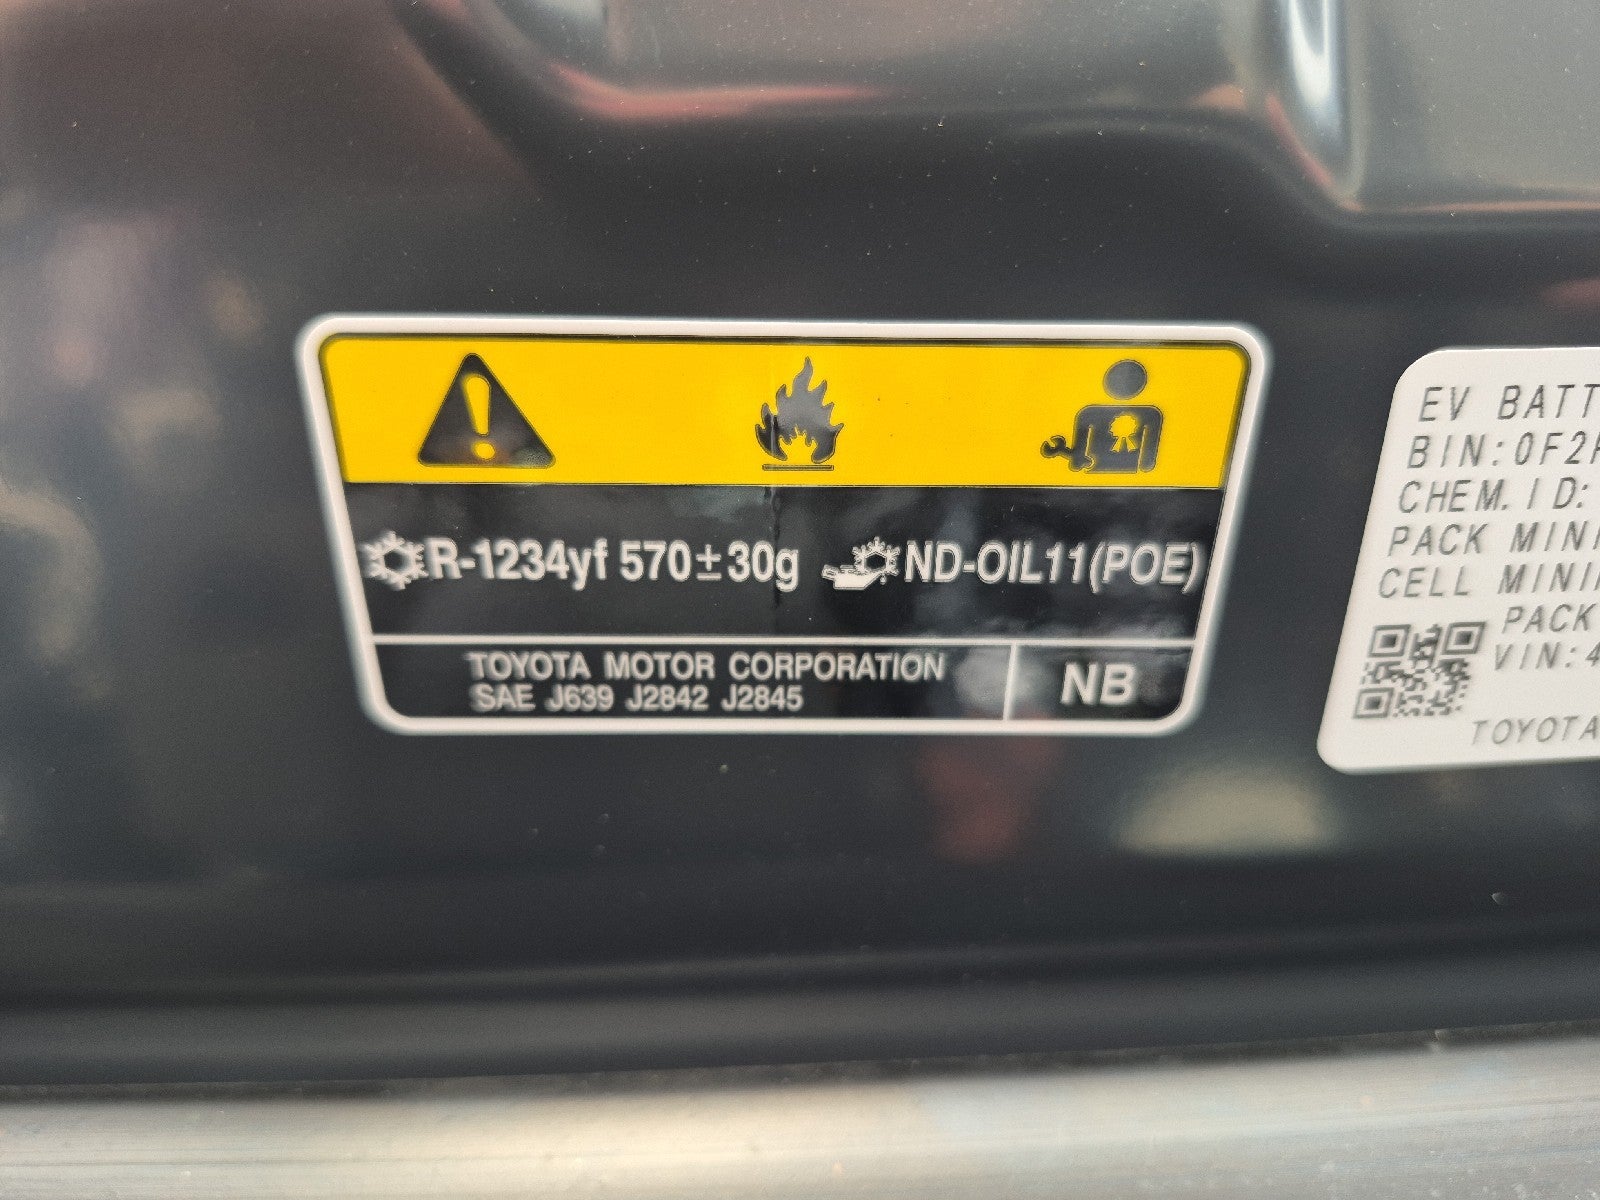 R-1234yf 570±30g ND-OIL11(POE)
TOYOTA MOTOR CORPORATION
SAE J639 J2842 J2845
NB
EV BATT
BIN:0F2
CHEM.ID:
PACK MINI
CELL MINI
PACK
VIN:4
TOYOTA